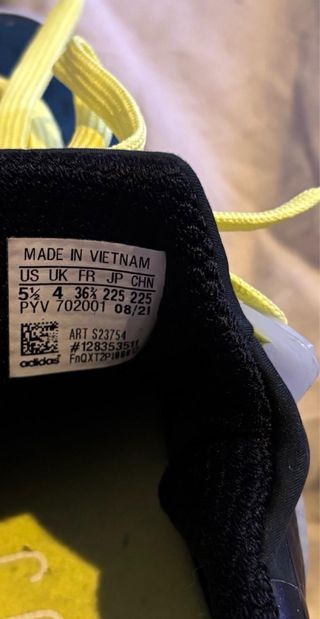 MADE IN VIETNAM
US UK FR JP CHN
5½ 4 36⅔ 225 225
PYV 702001 08/21
ART S23754
adidas